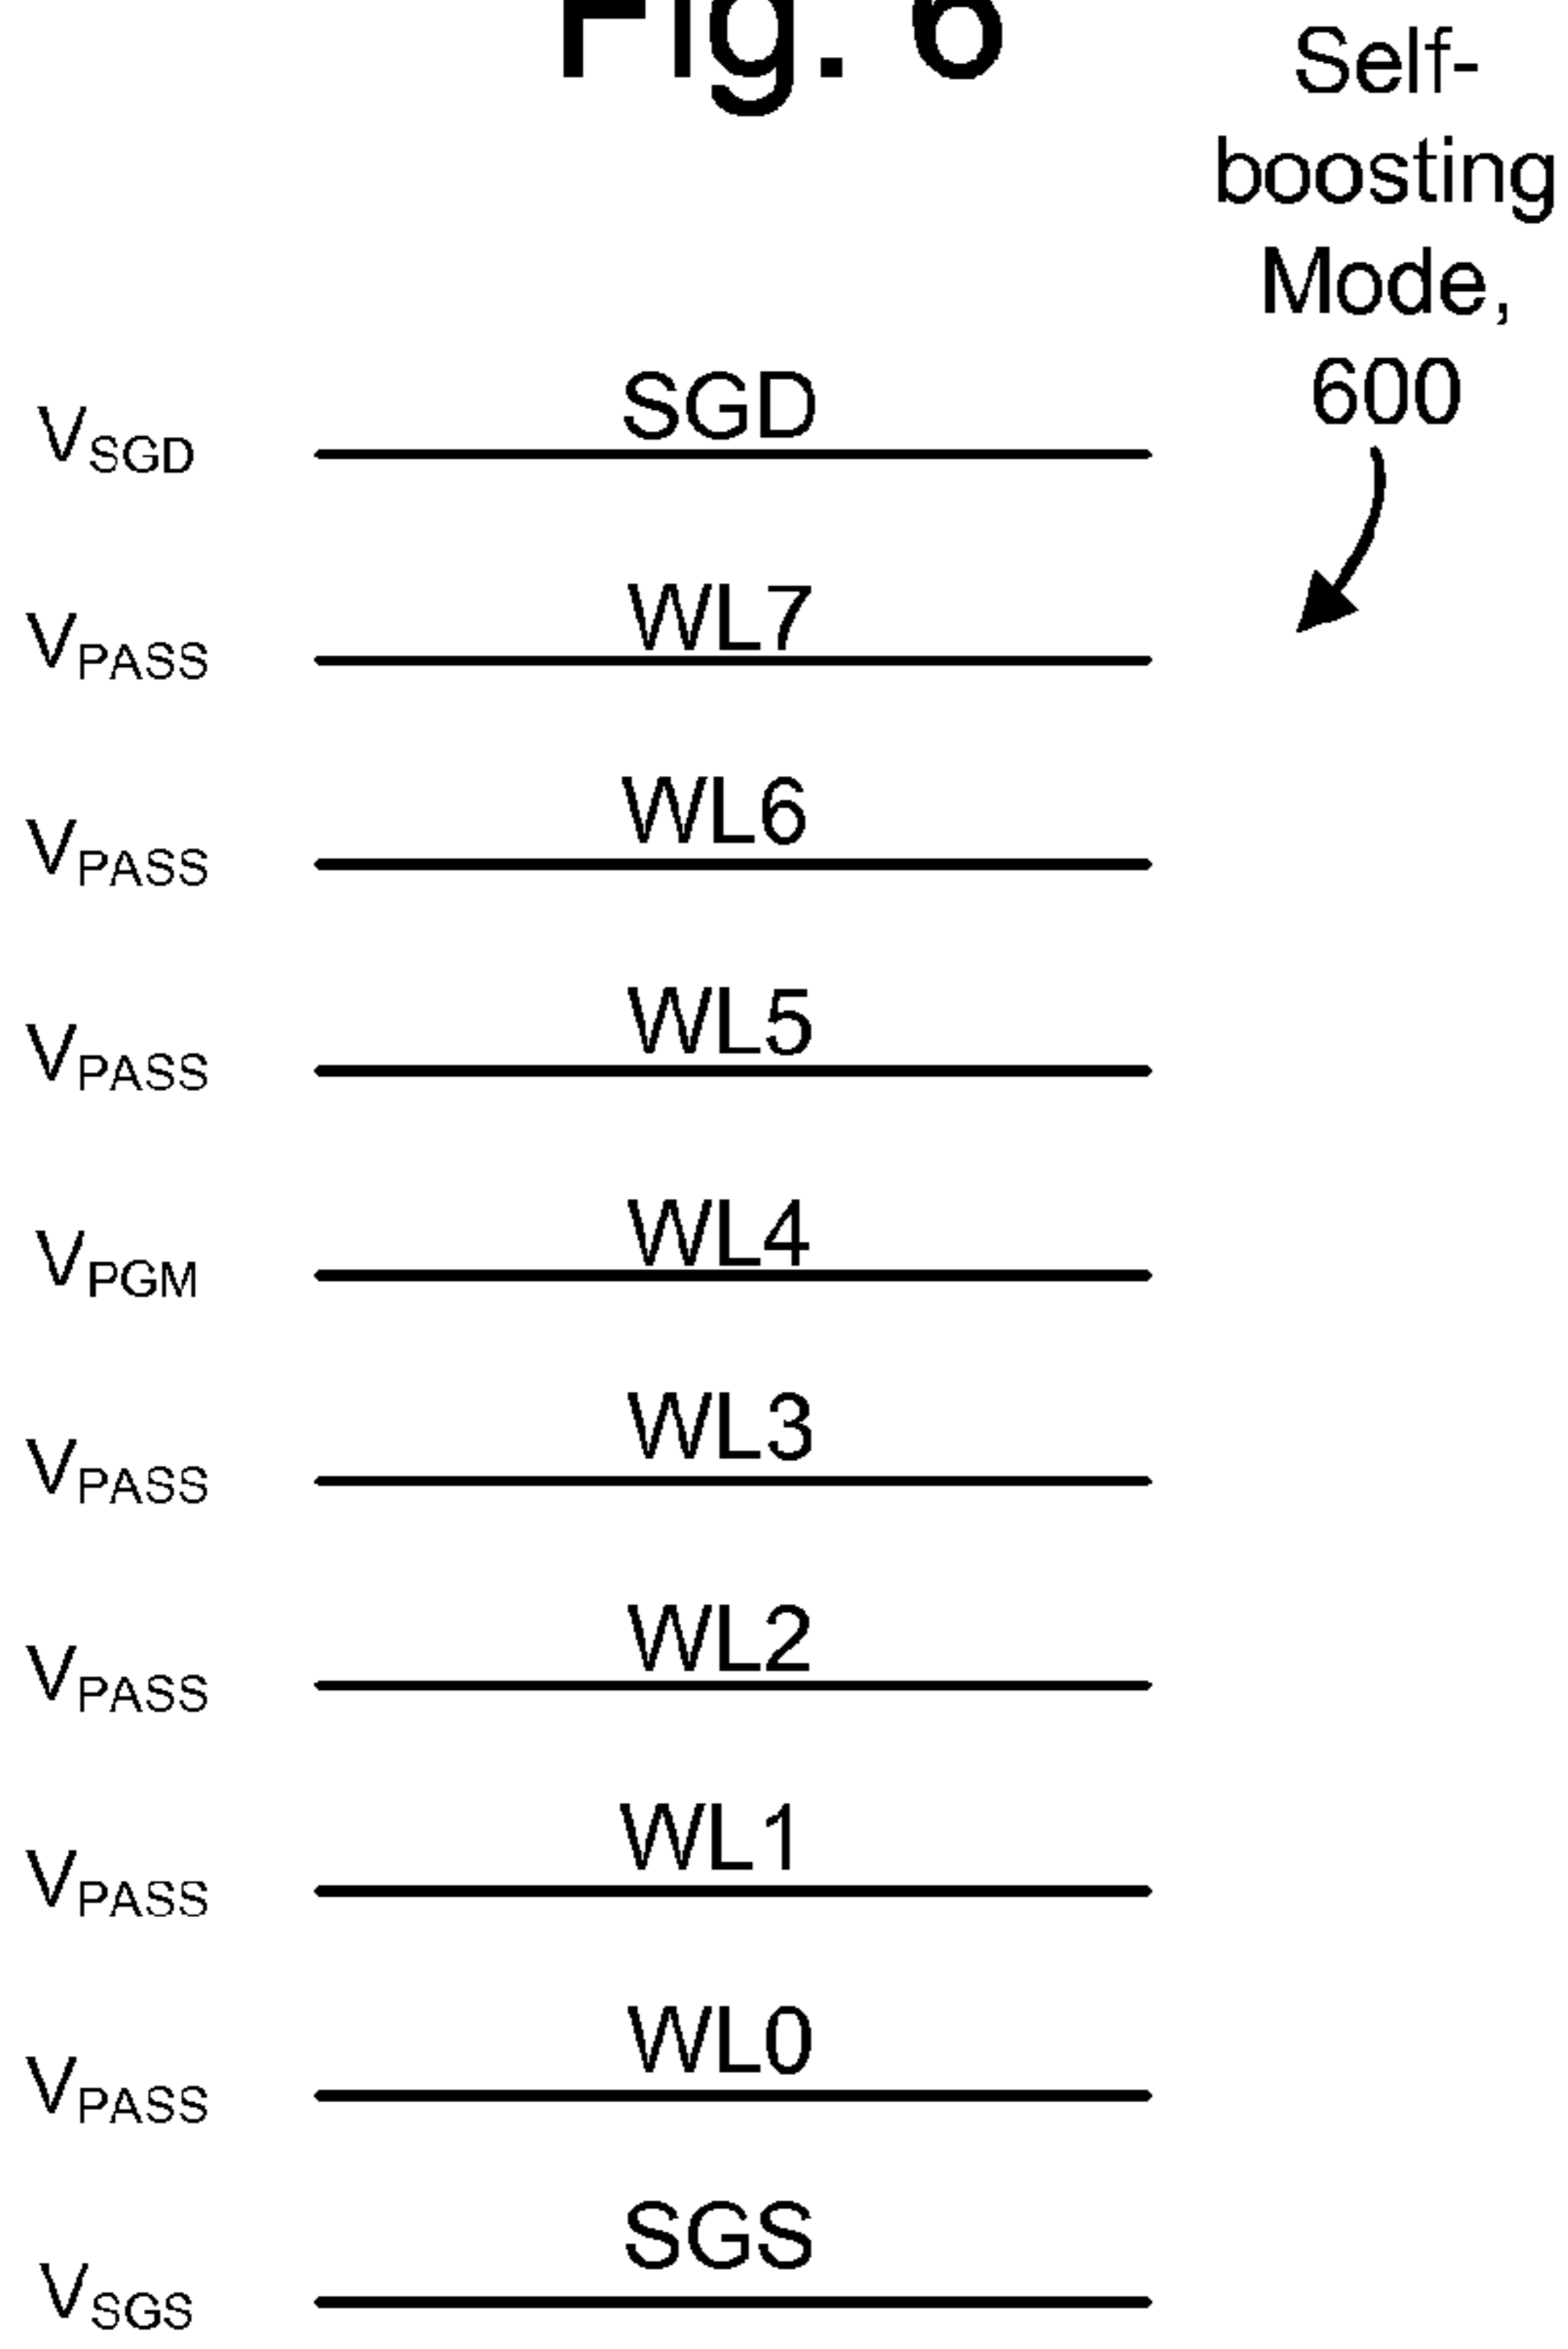 Fig. 6
Self-
boosting
Mode,
600
VSGD SGD
VPASS WL7
VPASS WL6
VPASS WL5
VPGM WL4
VPASS WL3
VPASS WL2
VPASS WL1
VPASS WL0
VSGS SGS